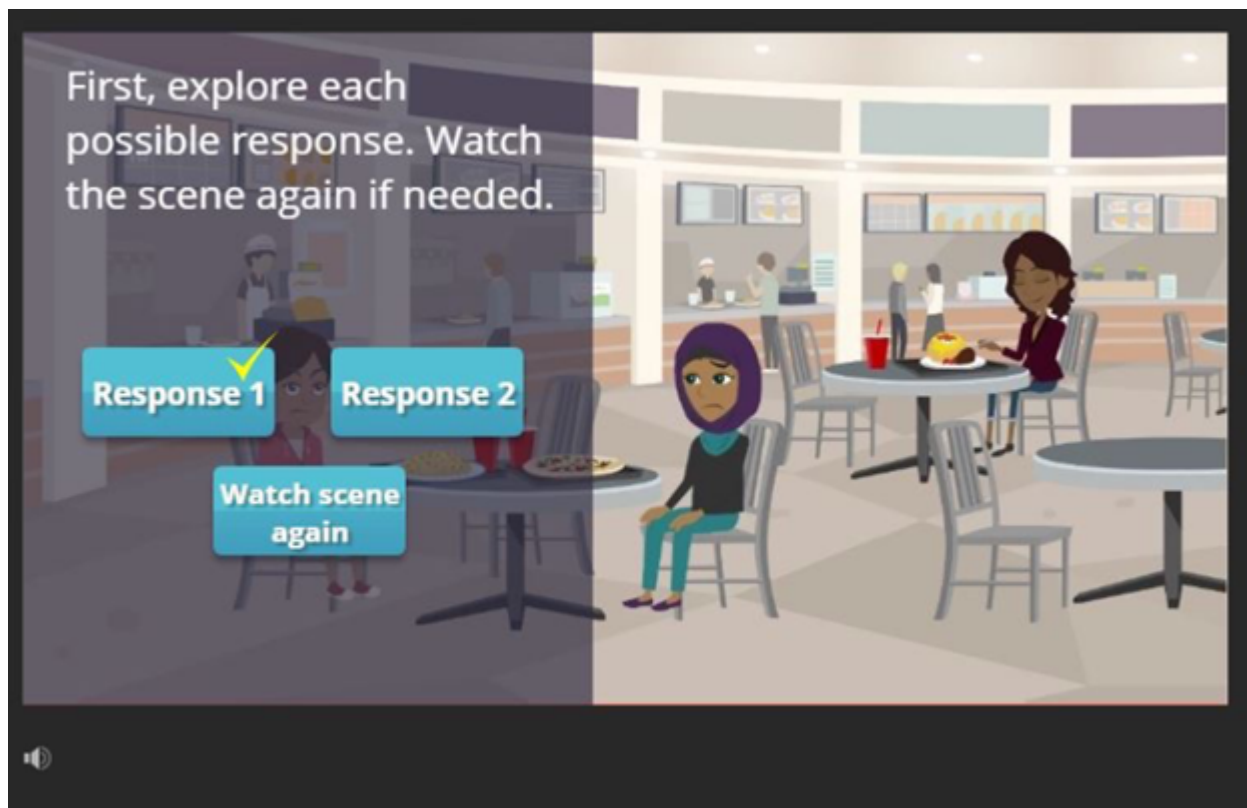 First, explore each
possible response. Watch
the scene again if needed.
Response 1
Response 2
Watch scene
again